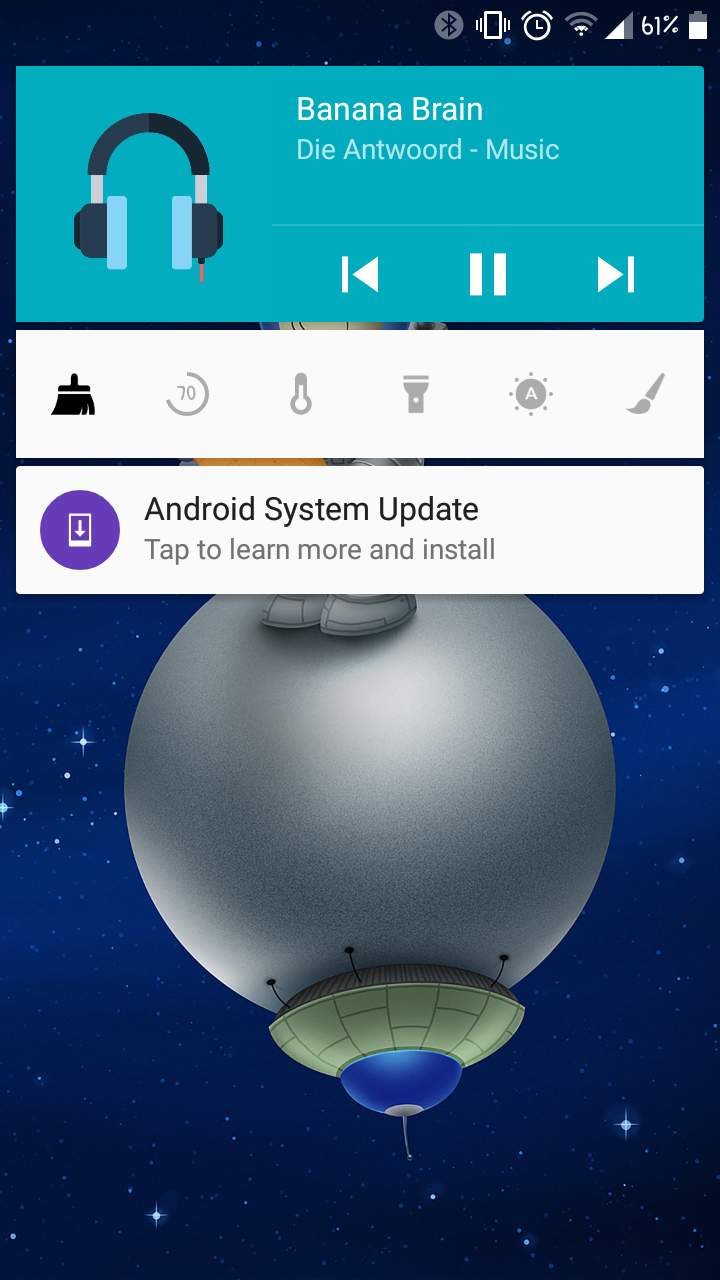 61%
Banana Brain
Die Antwoord - Music
70
A
Android System Update
Tap to learn more and install